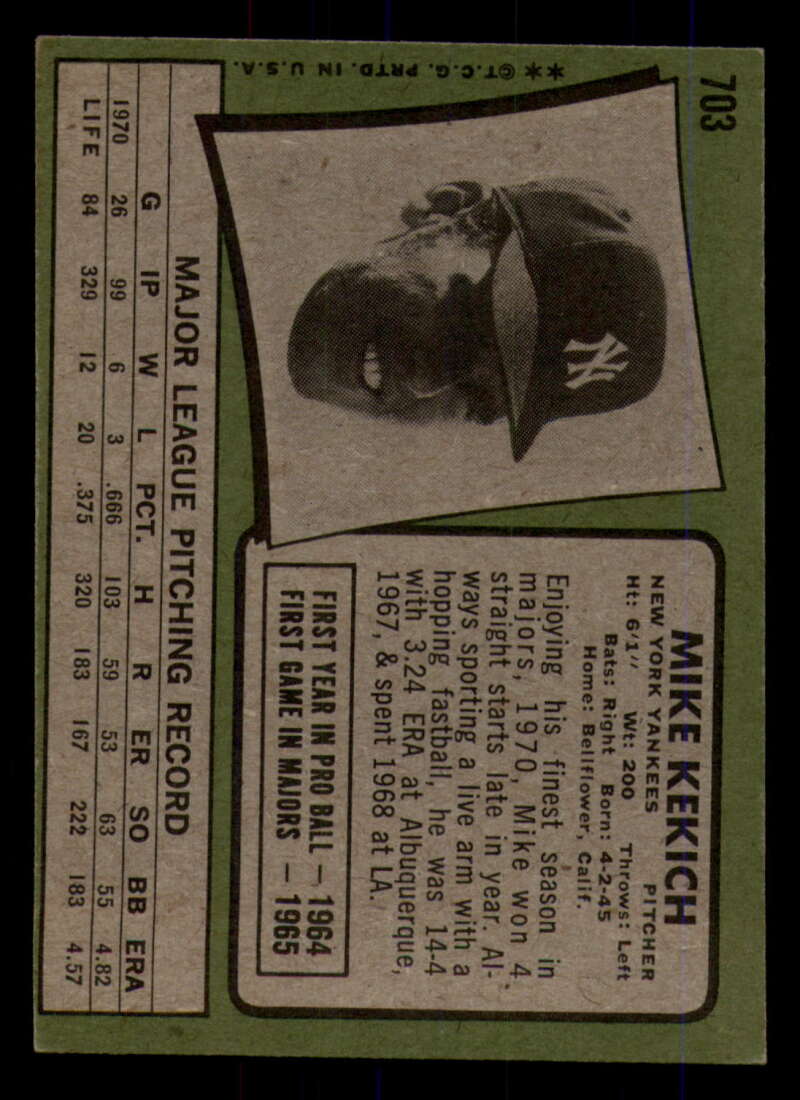 703
**©T.C.G. PRTD. IN U.S.A.
NY
MIKE KEKICH
NEW YORK YANKEES PITCHER
Ht: 6'1" Wt: 200 Throws: Left
Bats: Right Born: 4-2-45
Home: Bellflower, Calif.
Enjoying his finest season in
majors, 1970, Mike won 4
straight starts late in year. Al-
ways sporting a live arm with a
hopping fastball, he was 14-4
with 3.24 ERA at Albuquerque,
1967, & spent 1968 at LA.
FIRST YEAR IN PRO BALL — 1964
FIRST GAME IN MAJORS — 1965
MAJOR LEAGUE PITCHING RECORD
G IP W L PCT. H R ER SO BB ERA
1970 26 99 6 3 .666 103 59 53 63 55 4.82
LIFE 84 329 12 20 .375 320 183 167 222 183 4.57